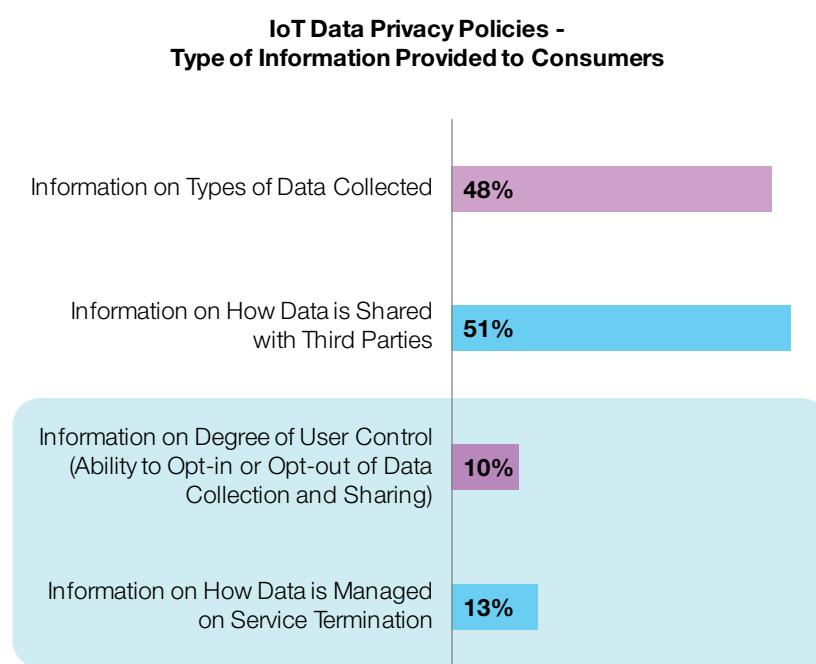 IoT Data Privacy Policies -
Type of Information Provided to Consumers
Information on Types of Data Collected
48%
Information on How Data is Shared
with Third Parties
51%
Information on Degree of User Control
(Ability to Opt-in or Opt-out of Data
Collection and Sharing)
10%
Information on How Data is Managed
on Service Termination
13%